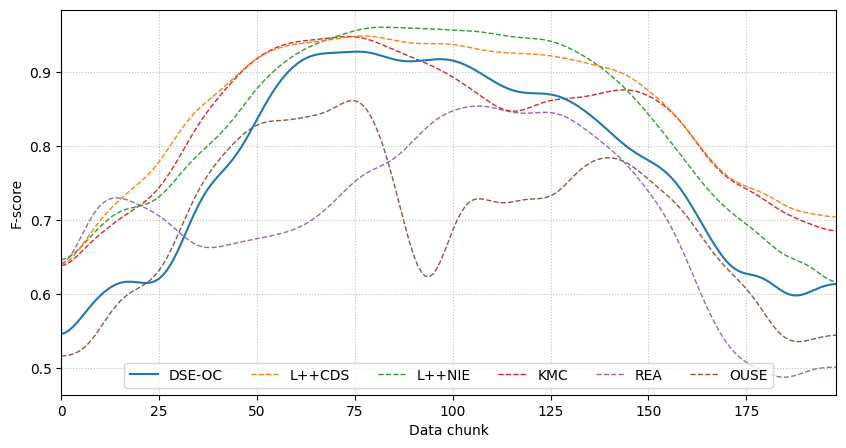 F-score
0.9
0.8
0.7
0.6
0.5
DSE-OC L++CDS L++NIE KMC REA OUSE
0 25 50 75 100 125 150 175
Data chunk